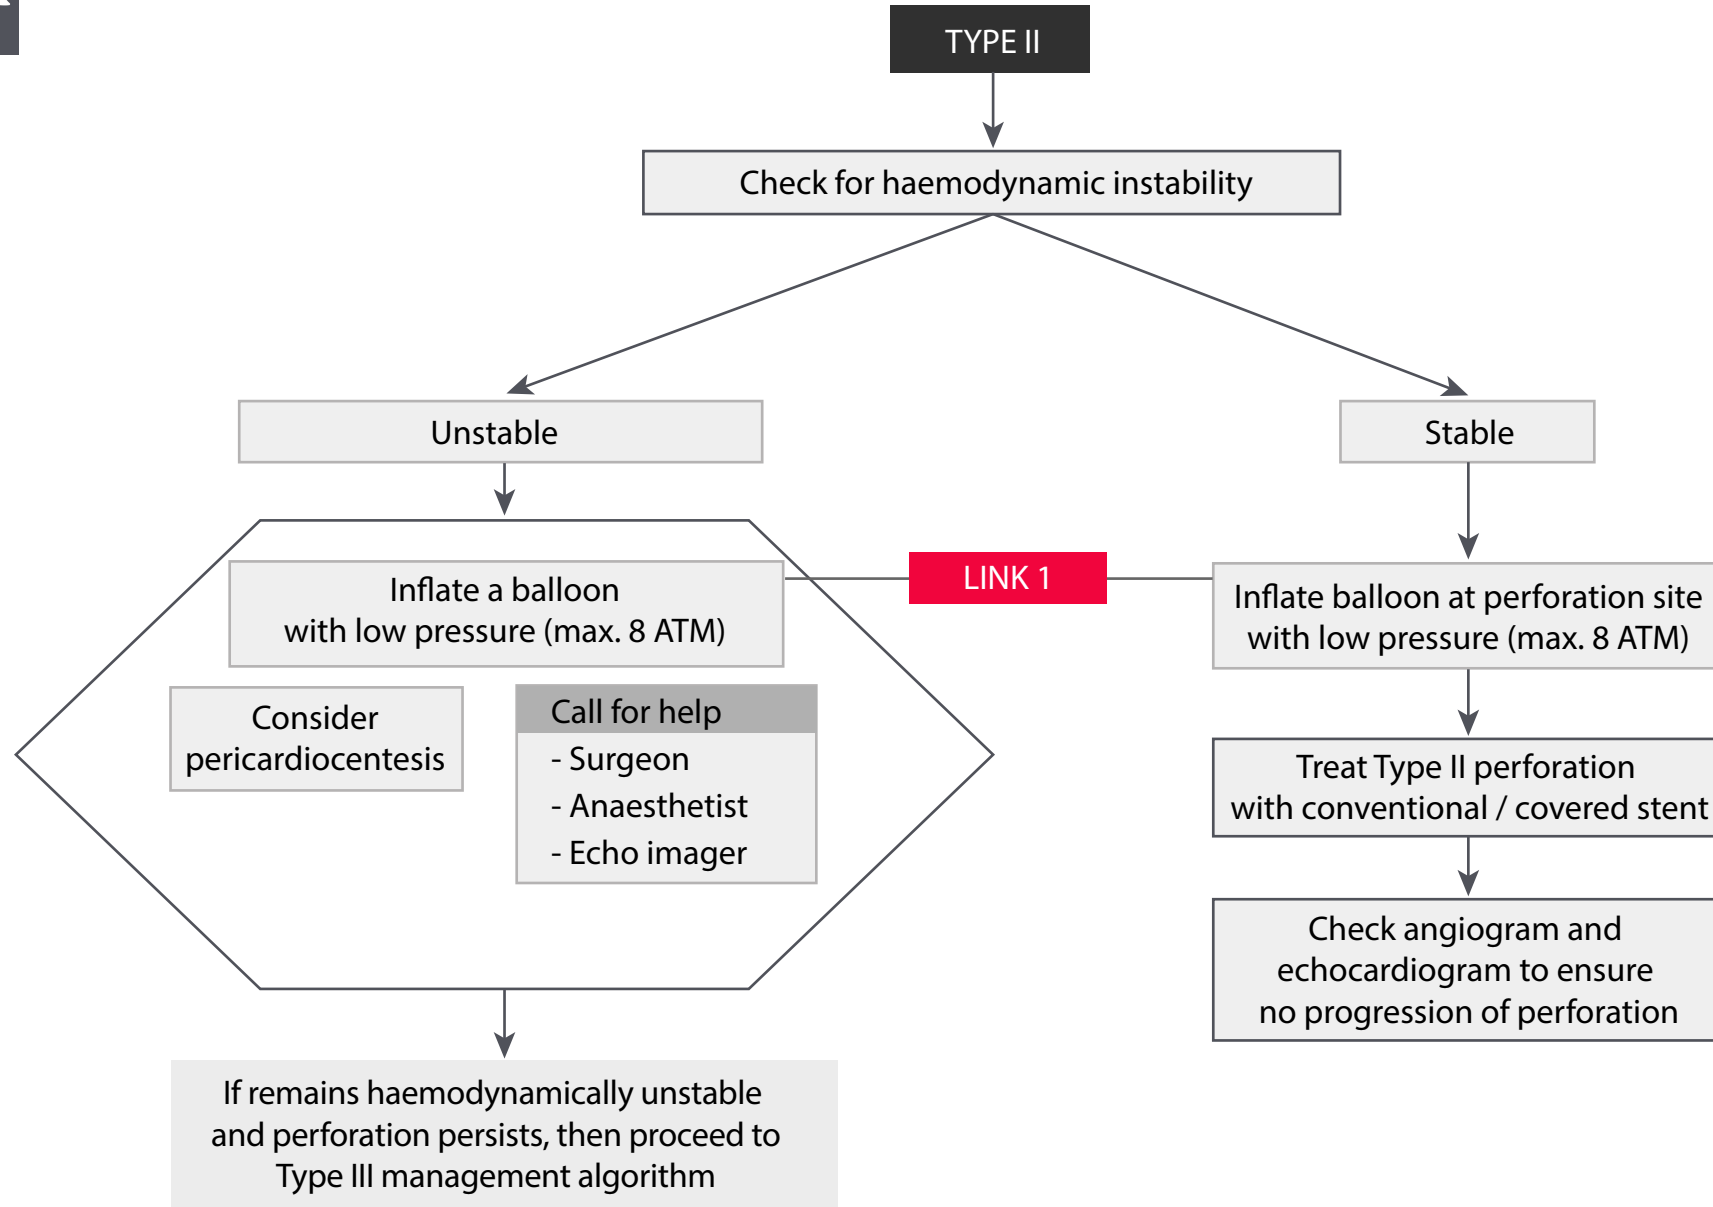 TYPE II
Check for haemodynamic instability
Unstable
Stable
Inflate a balloon
with low pressure (max. 8 ATM)
LINK 1
Inflate balloon at perforation site
with low pressure (max. 8 ATM)
Consider
pericardiocentesis
Call for help
- Surgeon
- Anaesthetist
- Echo imager
Treat Type II perforation
with conventional / covered stent
Check angiogram and
echocardiogram to ensure
no progression of perforation
If remains haemodynamically unstable
and perforation persists, then proceed to
Type III management algorithm